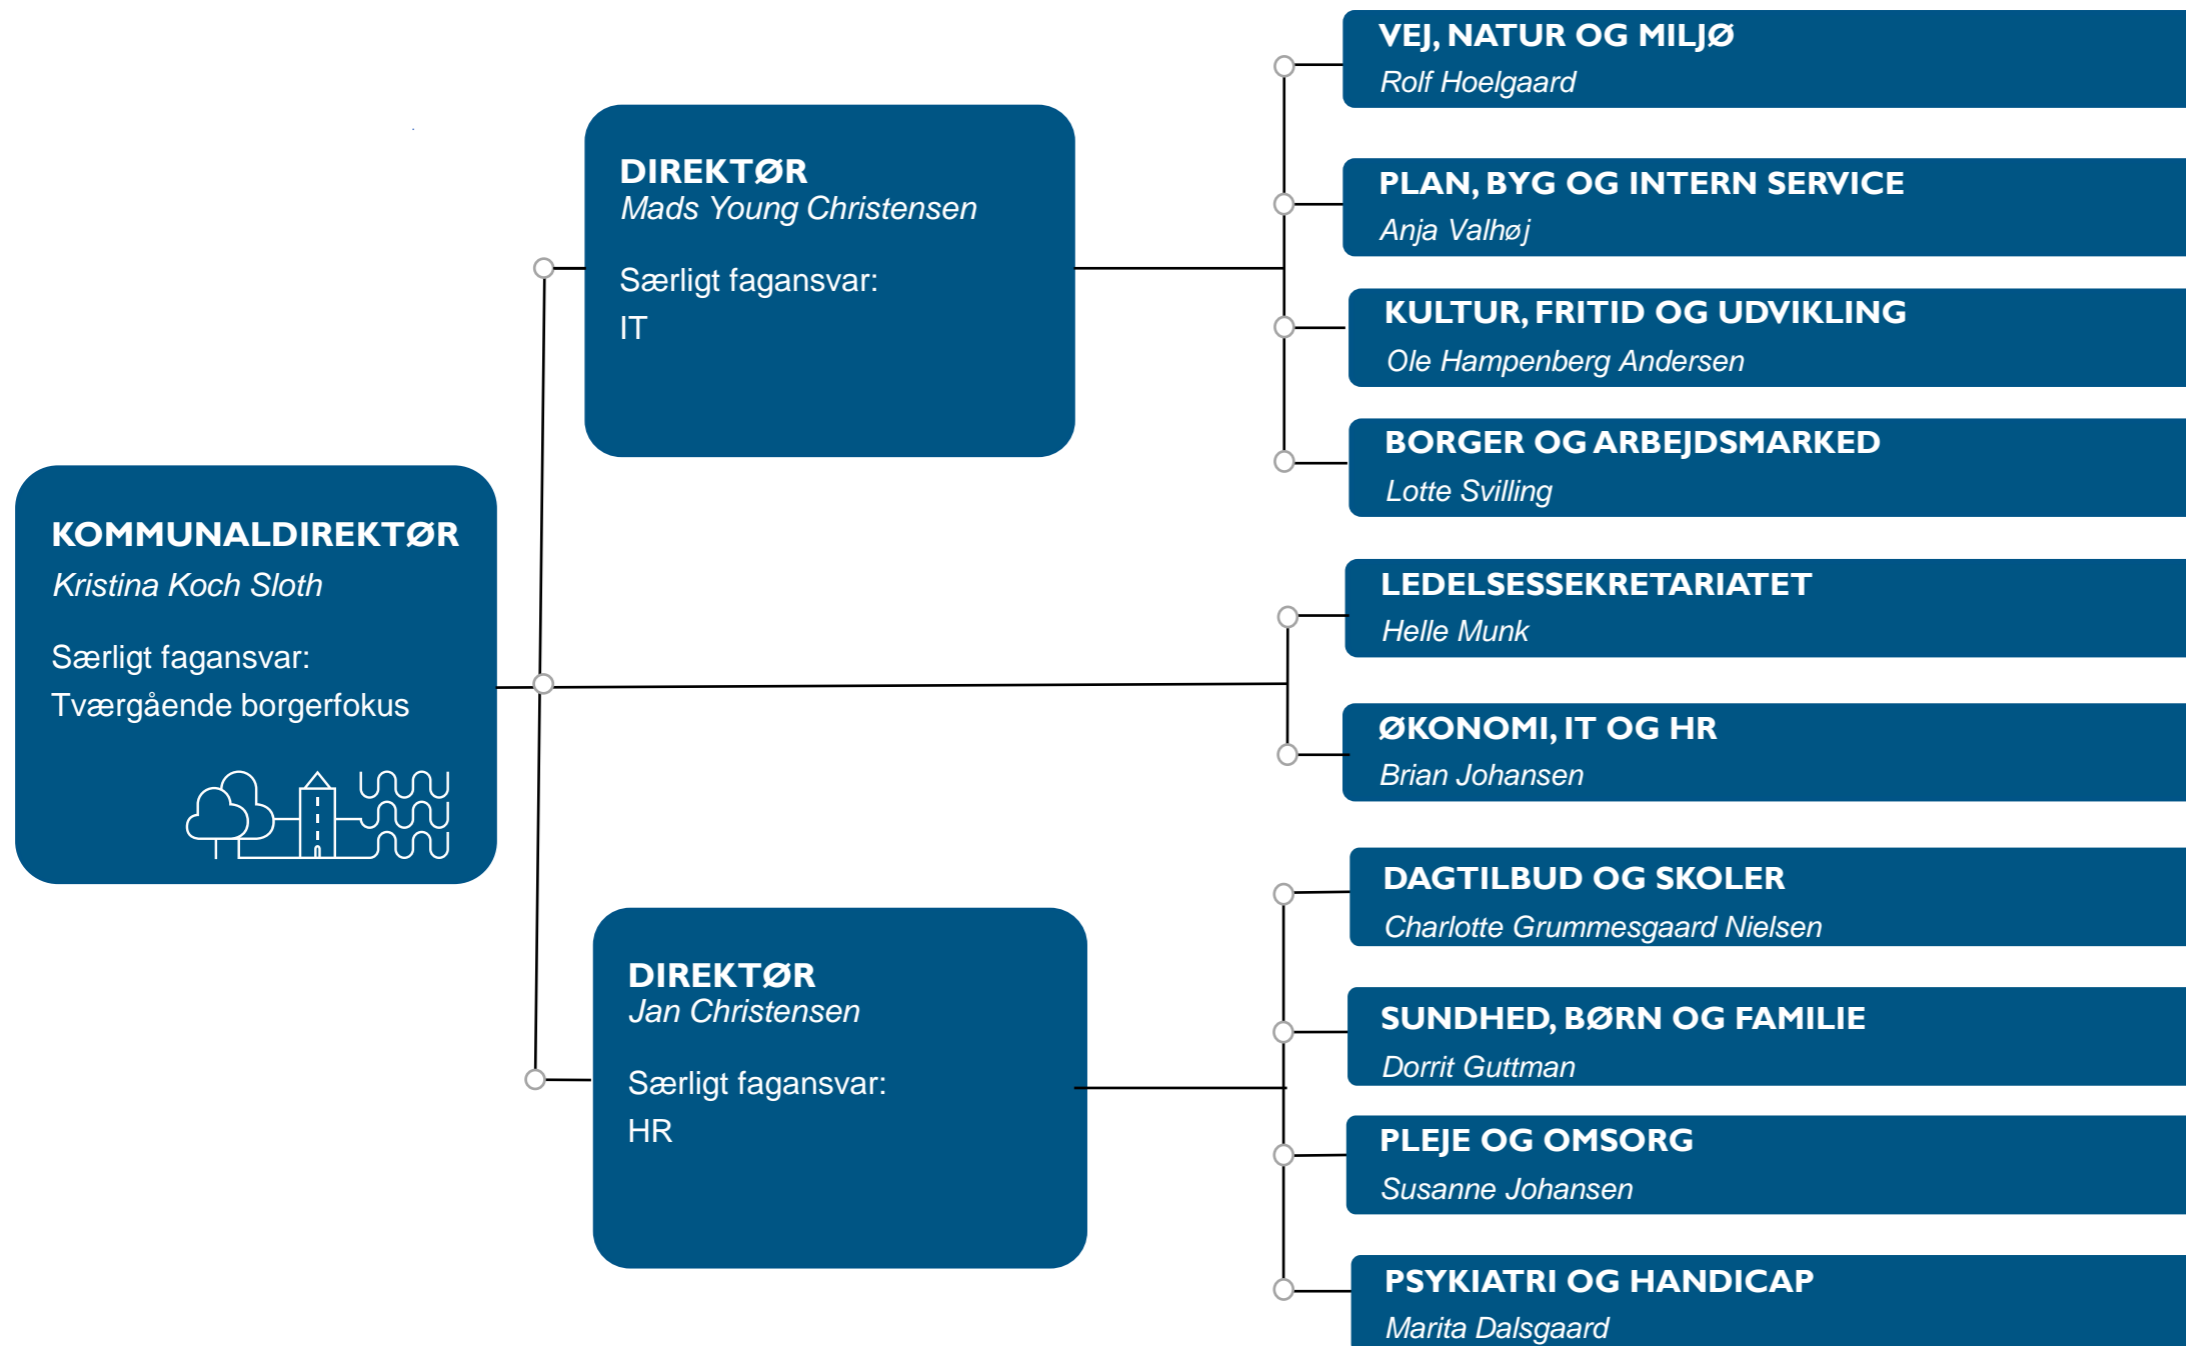 KOMMUNALDIREKTØR
Kristina Koch Sloth
Særligt fagansvar:
Tværgående borgerfokus
DIREKTØR
Mads Young Christensen
Særligt fagansvar:
IT
DIREKTØR
Jan Christensen
Særligt fagansvar:
HR
VEJ, NATUR OG MILJØ
Rolf Hoelgaard
PLAN, BYG OG INTERN SERVICE
Anja Valhøj
KULTUR, FRITID OG UDVIKLING
Ole Hampenberg Andersen
BORGER OG ARBEJDSMARKED
Lotte Svilling
LEDELSESSEKRETARIATET
Helle Munk
ØKONOMI, IT OG HR
Brian Johansen
DAGTILBUD OG SKOLER
Charlotte Grummesgaard Nielsen
SUNDHED, BØRN OG FAMILIE
Dorrit Guttman
PLEJE OG OMSORG
Susanne Johansen
PSYKIATRI OG HANDICAP
Marita Dalsgaard